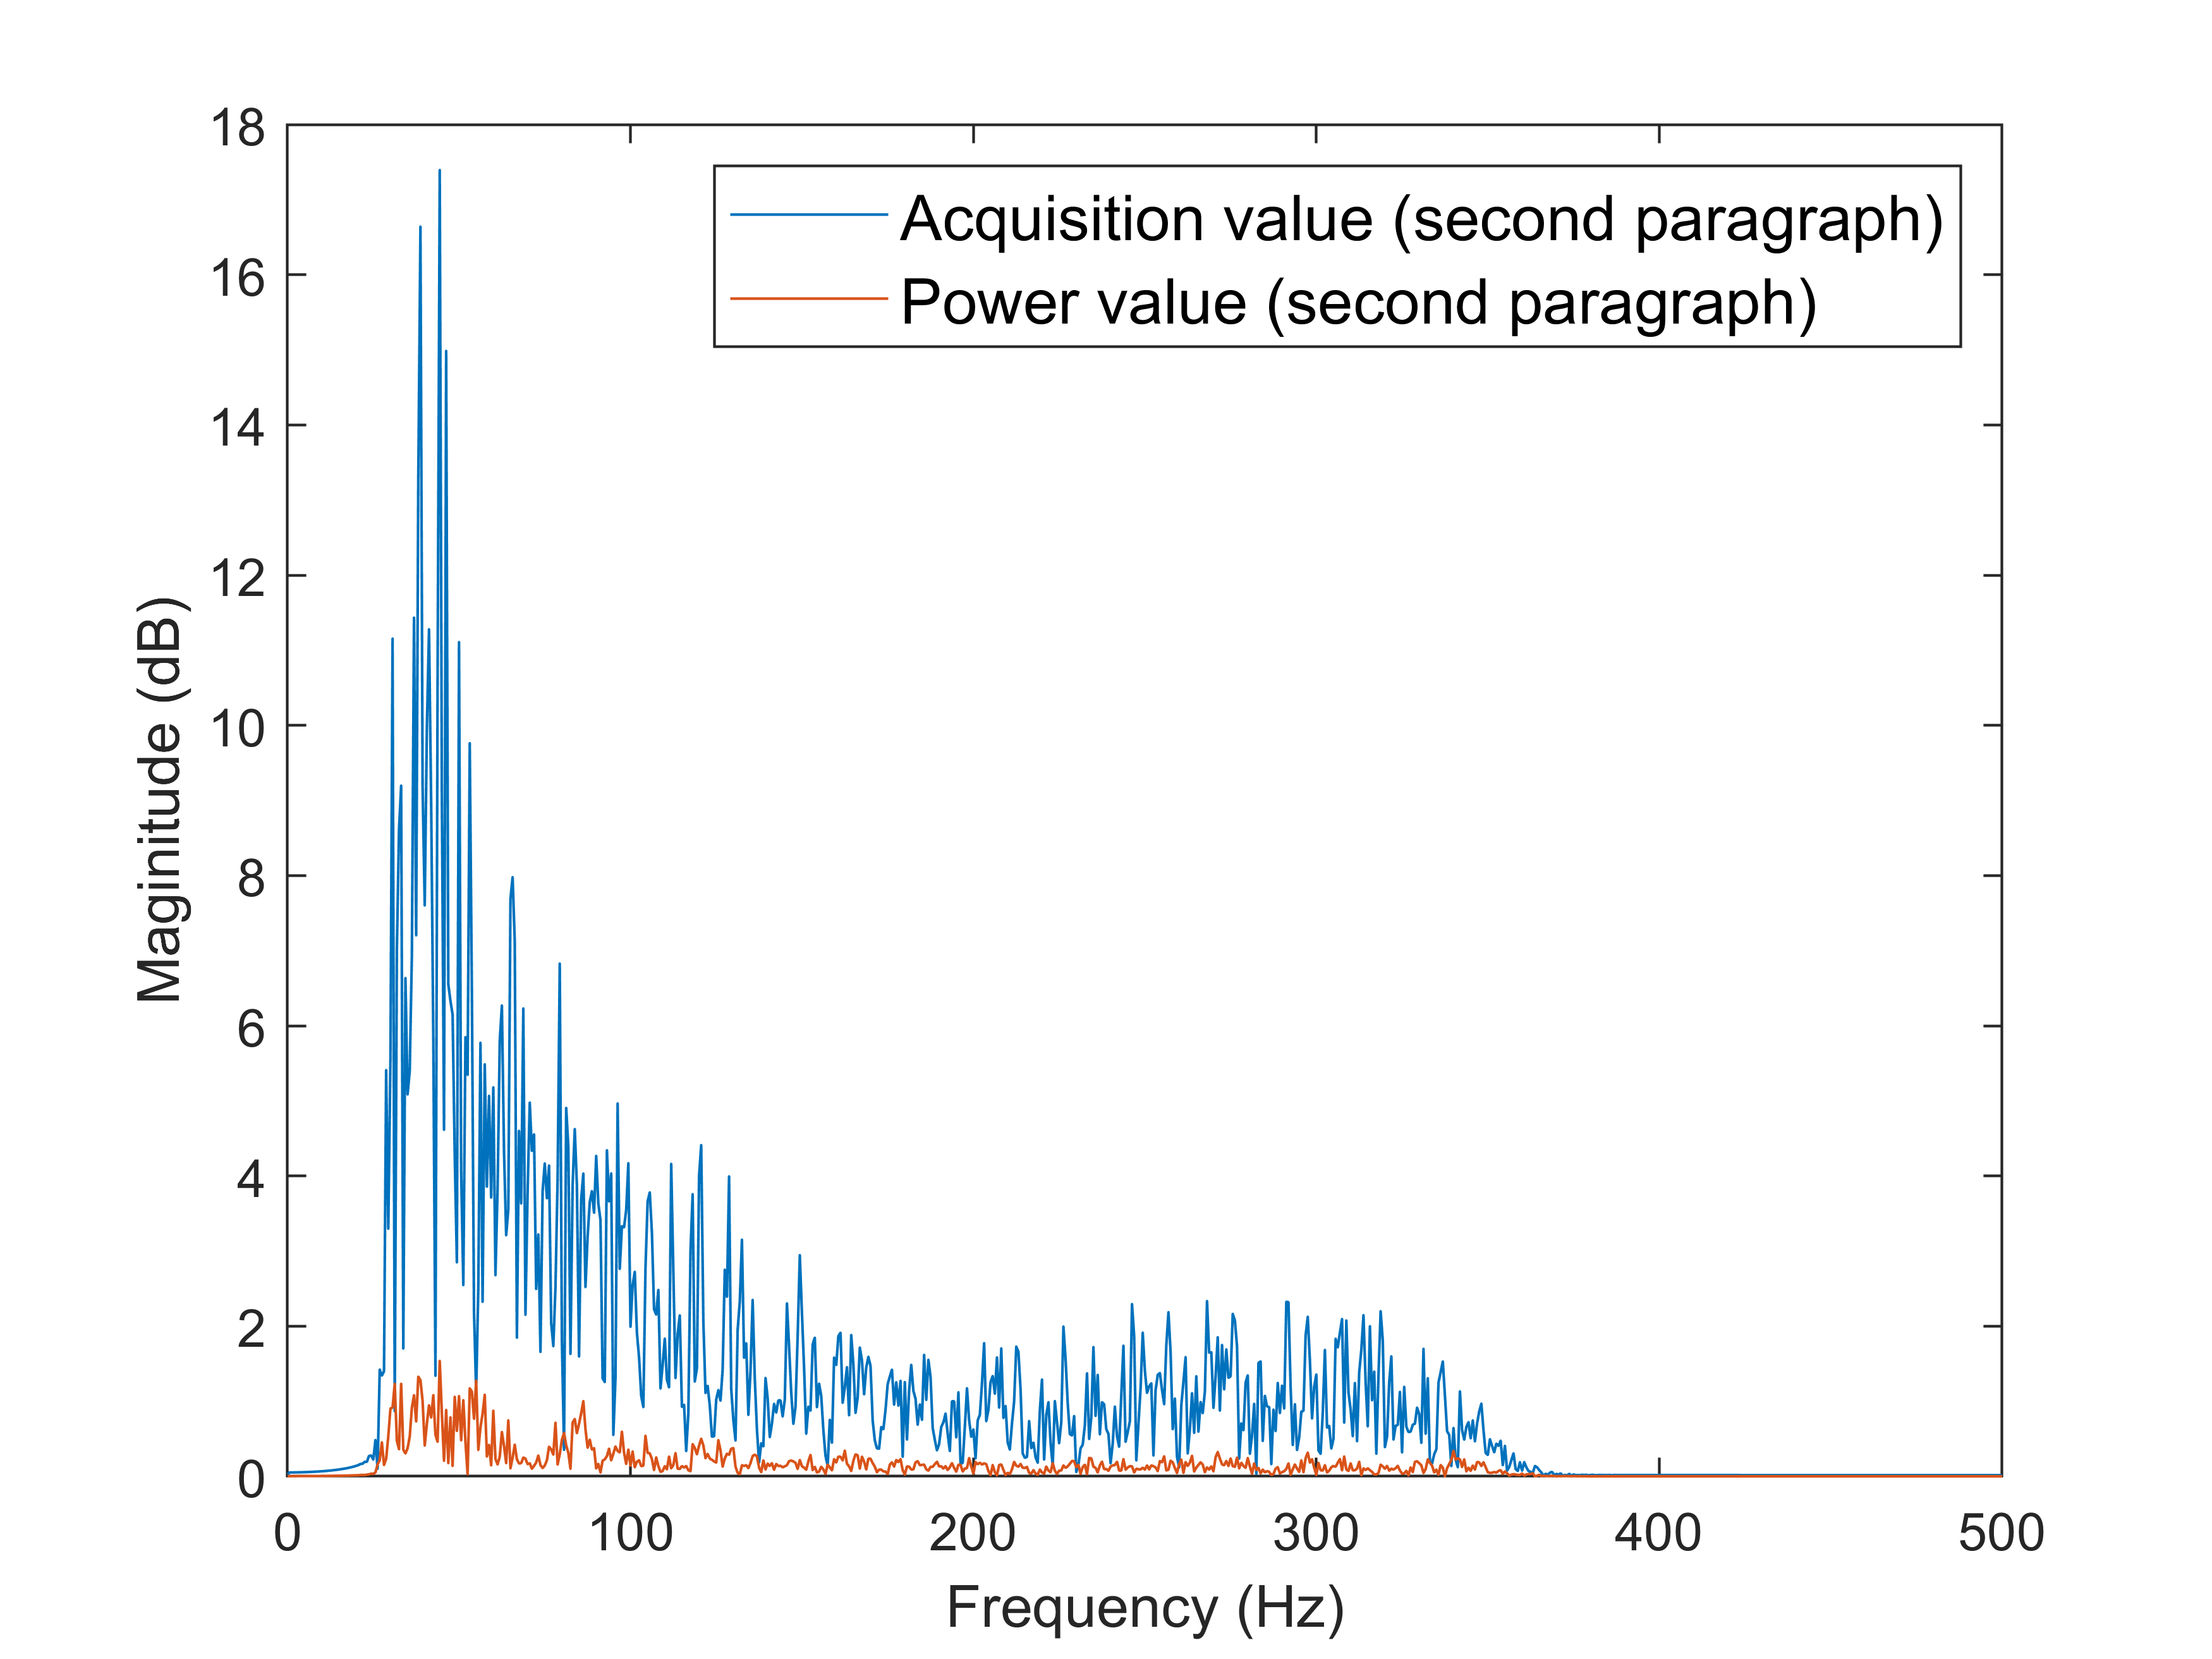 18
16
14
12
10
8
6
4
2
0
Maginitude (dB)
Acquisition value (second paragraph)
Power value (second paragraph)
0 100 200 300 400 500
Frequency (Hz)